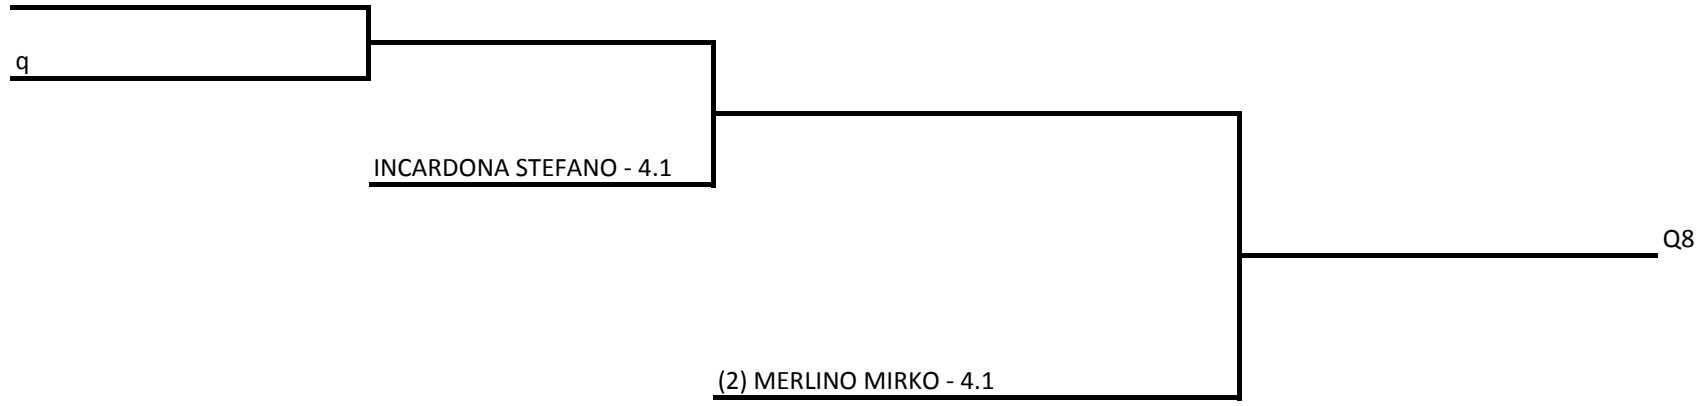 q
INCARDONA STEFANO - 4.1
Q8
(2) MERLINO MIRKO - 4.1